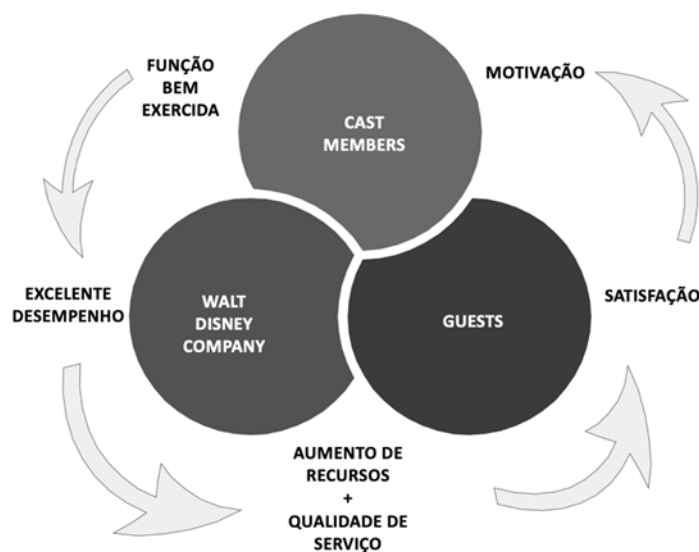 FUNÇÃO
BEM
EXERCIDA
MOTIVAÇÃO
CAST
MEMBERS
EXCELENTE
DESEMPENHO
WALT
DISNEY
COMPANY
GUESTS
SATISFAÇÃO
AUMENTO DE
RECURSOS
+
QUALIDADE DE
SERVIÇO